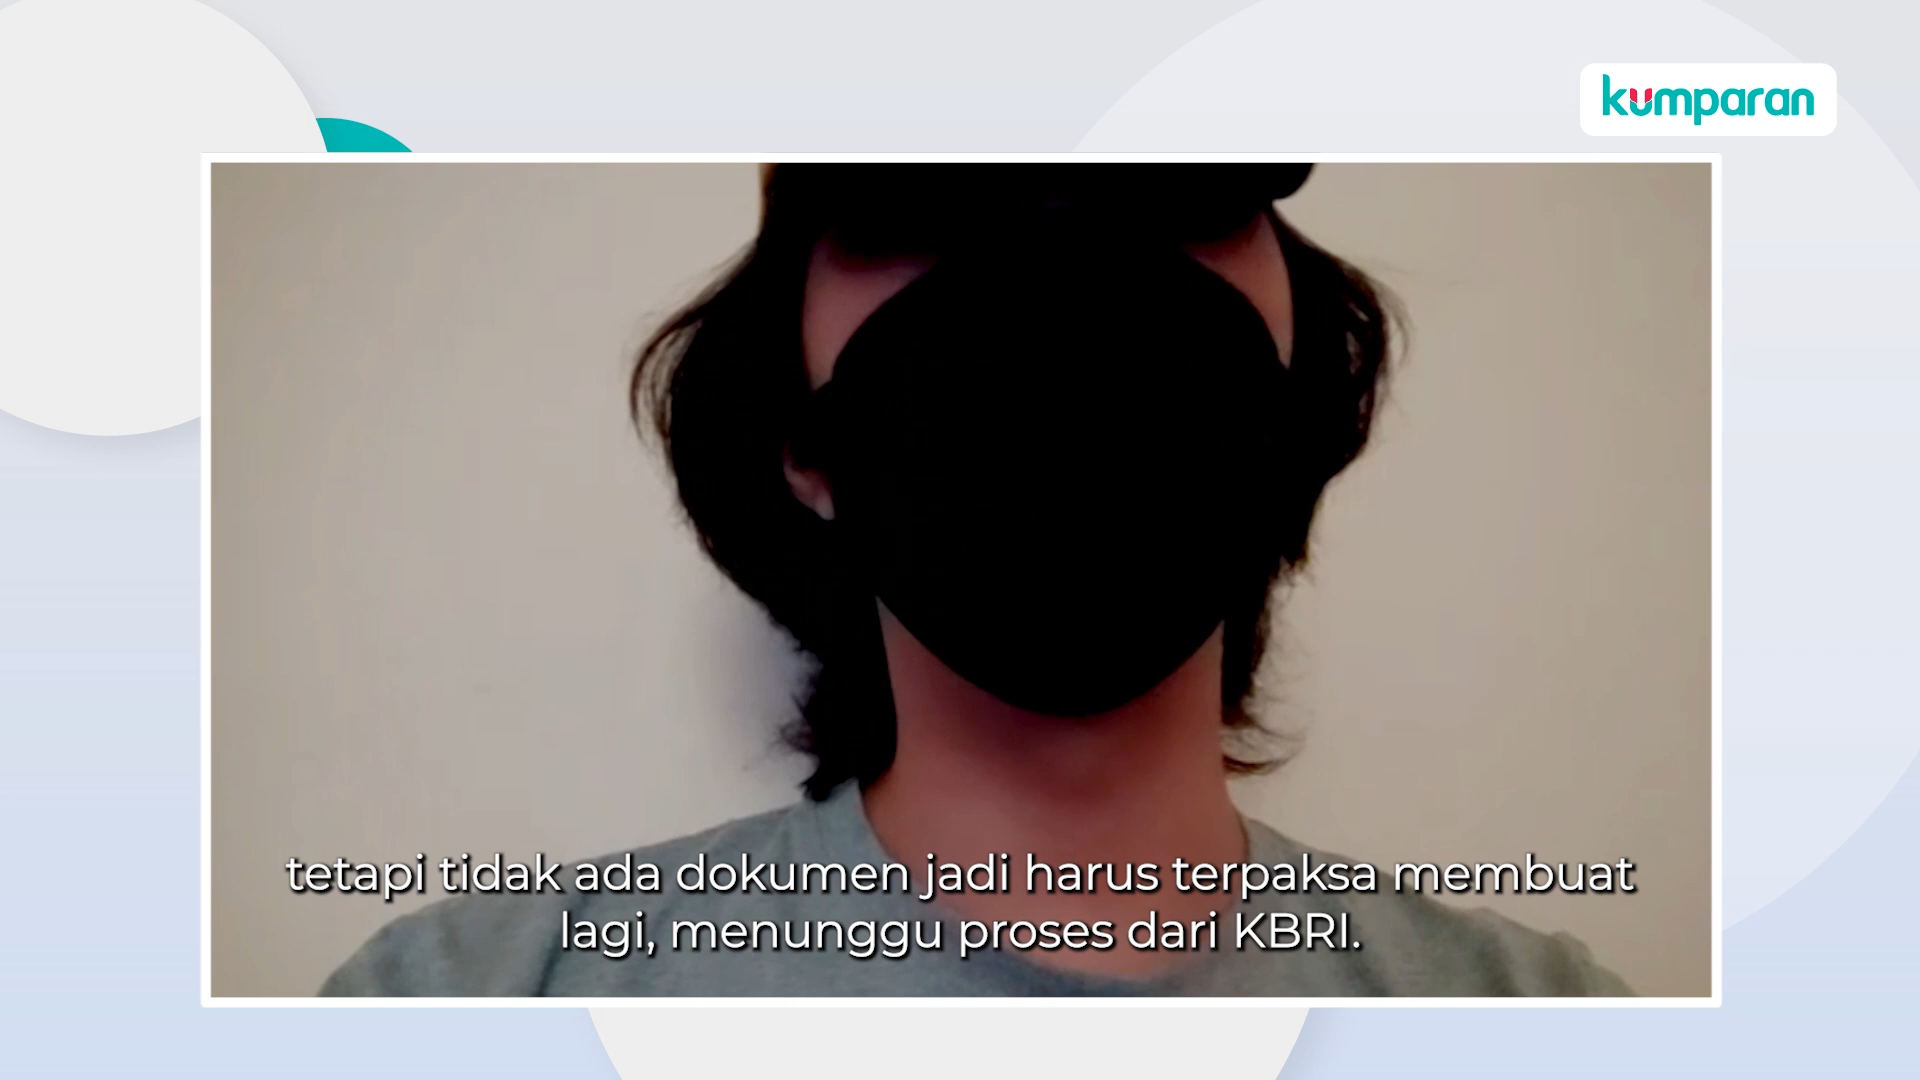 kumparan
tetapi tidak ada dokumen jadi harus terpaksa membuat
lagi, menunggu proses dari KBRI.